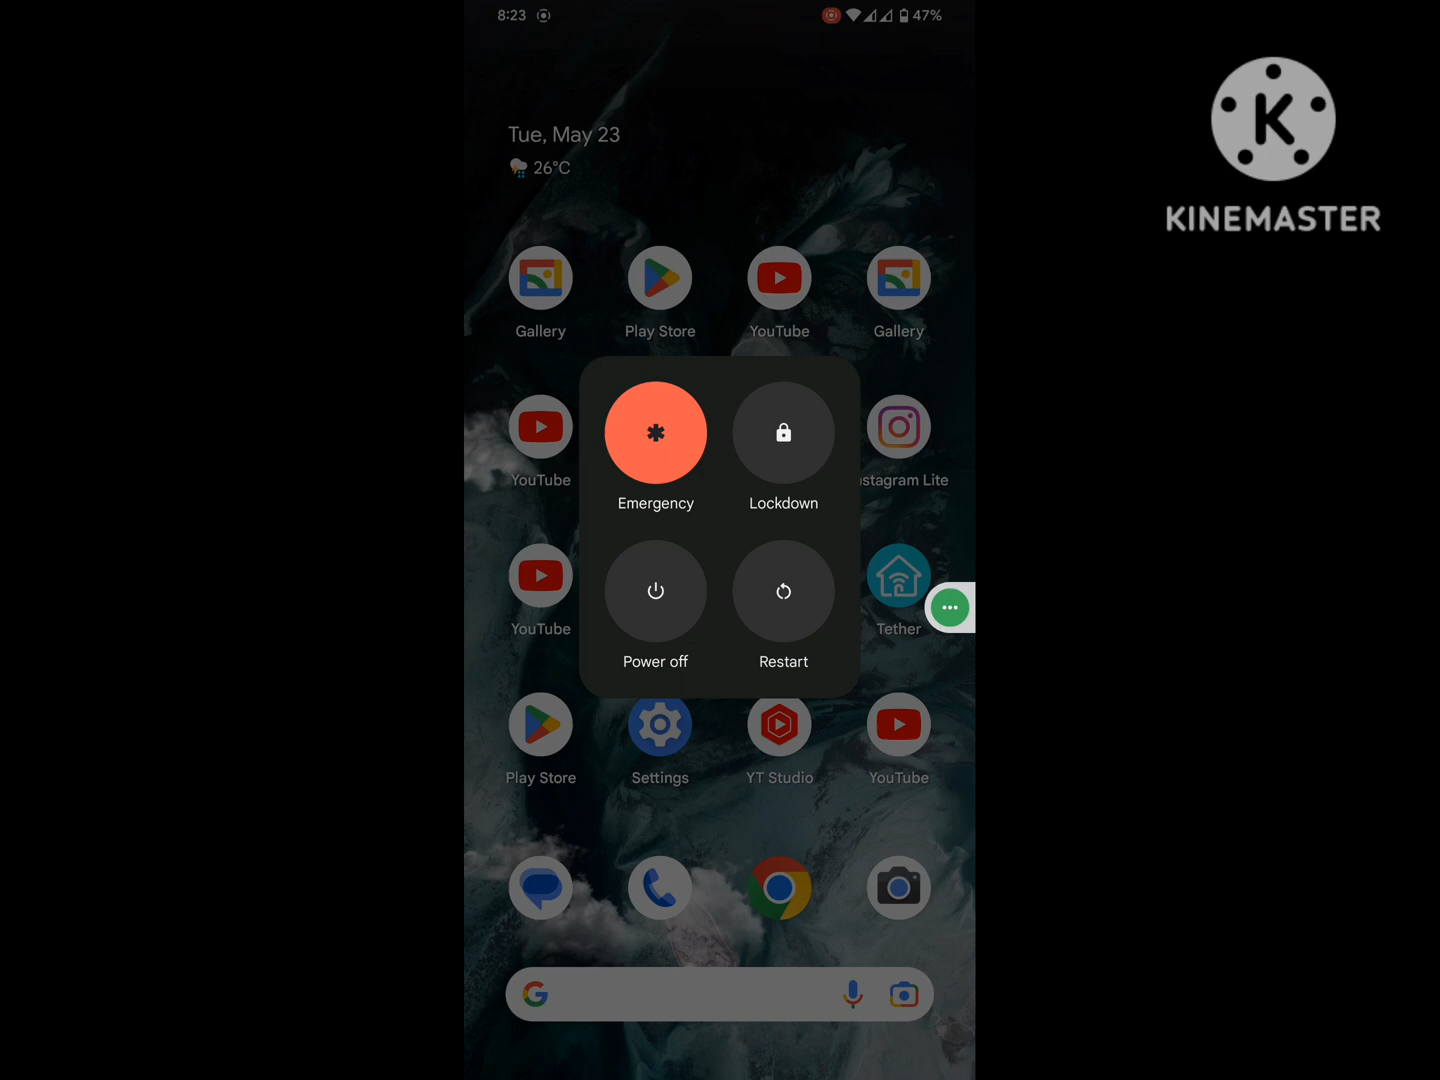 8:23 47%
KINEMASTER
Tue, May 23
26°C
Gallery Play Store YouTube Gallery
YouTube stagram Lite
Emergency Lockdown
YouTube Tether
Power off Restart
Play Store Settings YT Studio YouTube